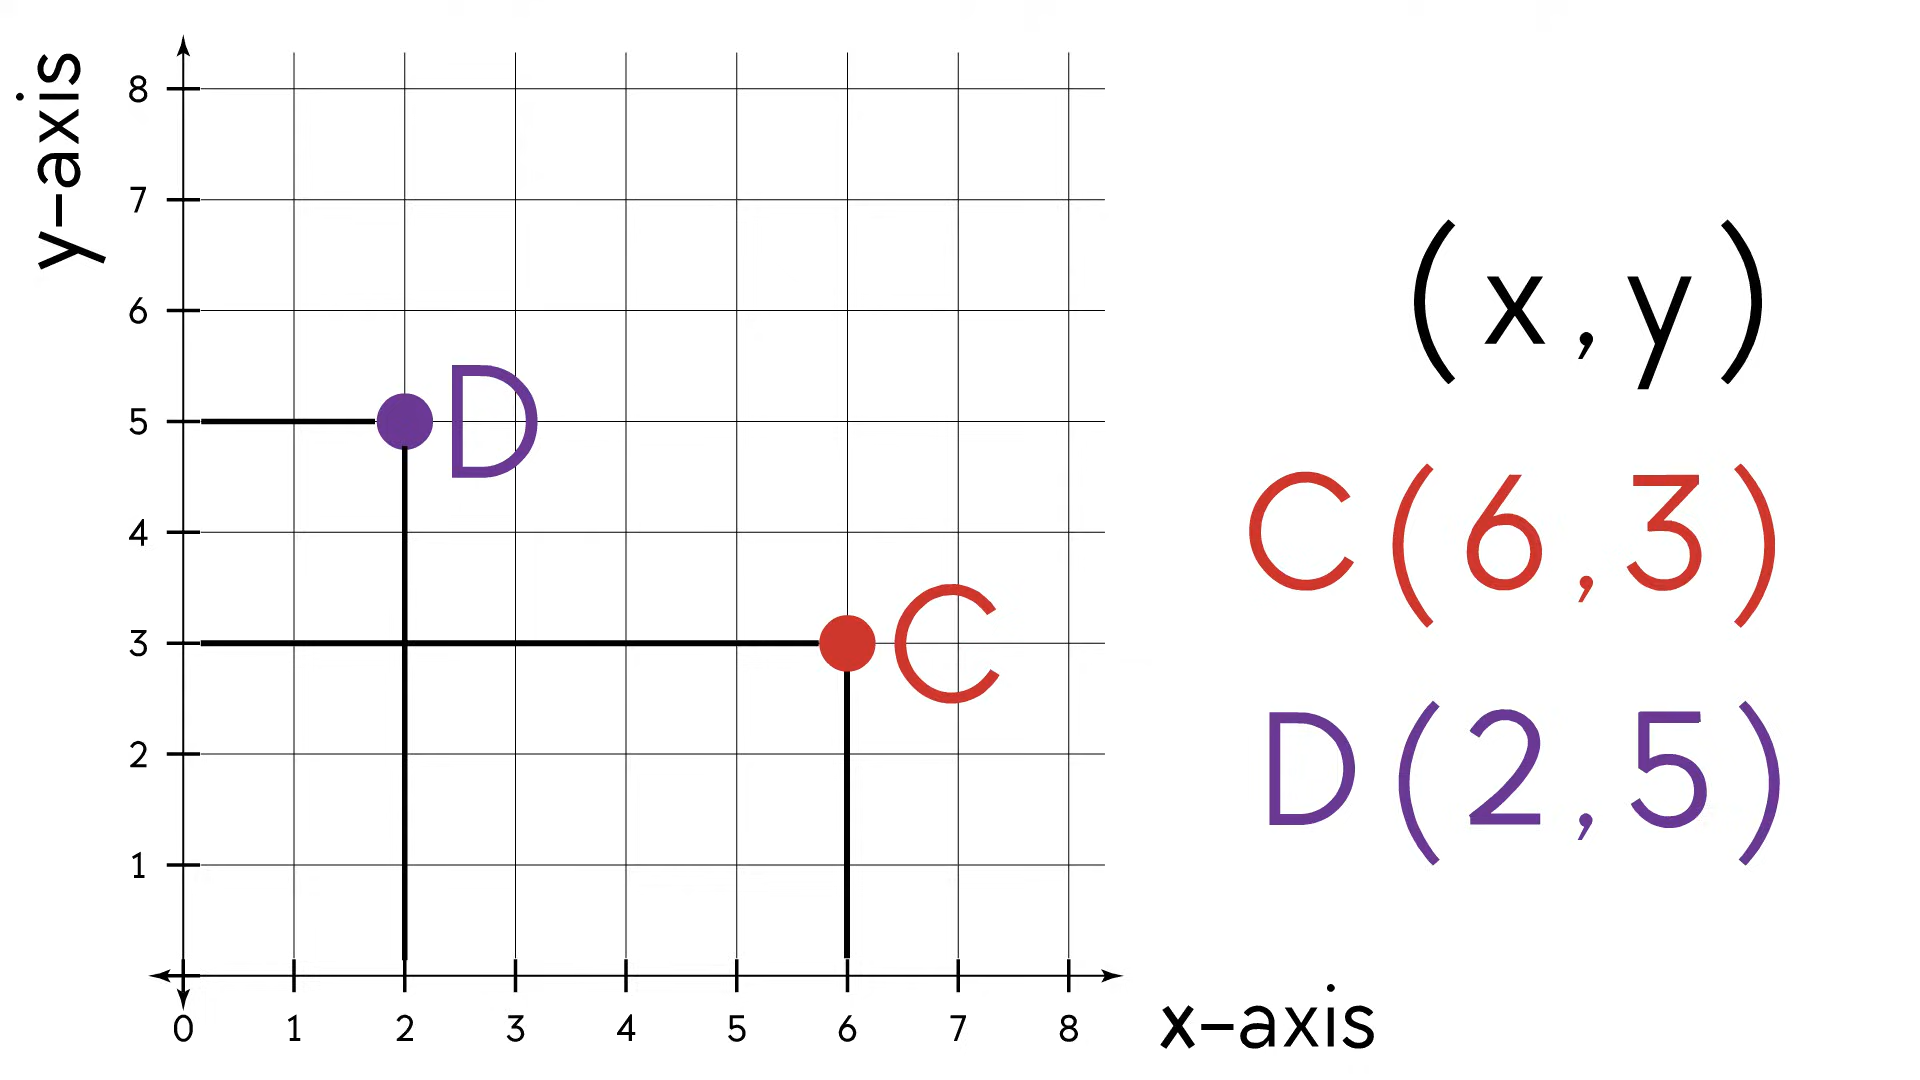 y-axis
8
7
6
5
4
3
2
1
D
C
0 1 2 3 4 5 6 7 8
x-axis
(x,y)
C(6,3)
D(2,5)